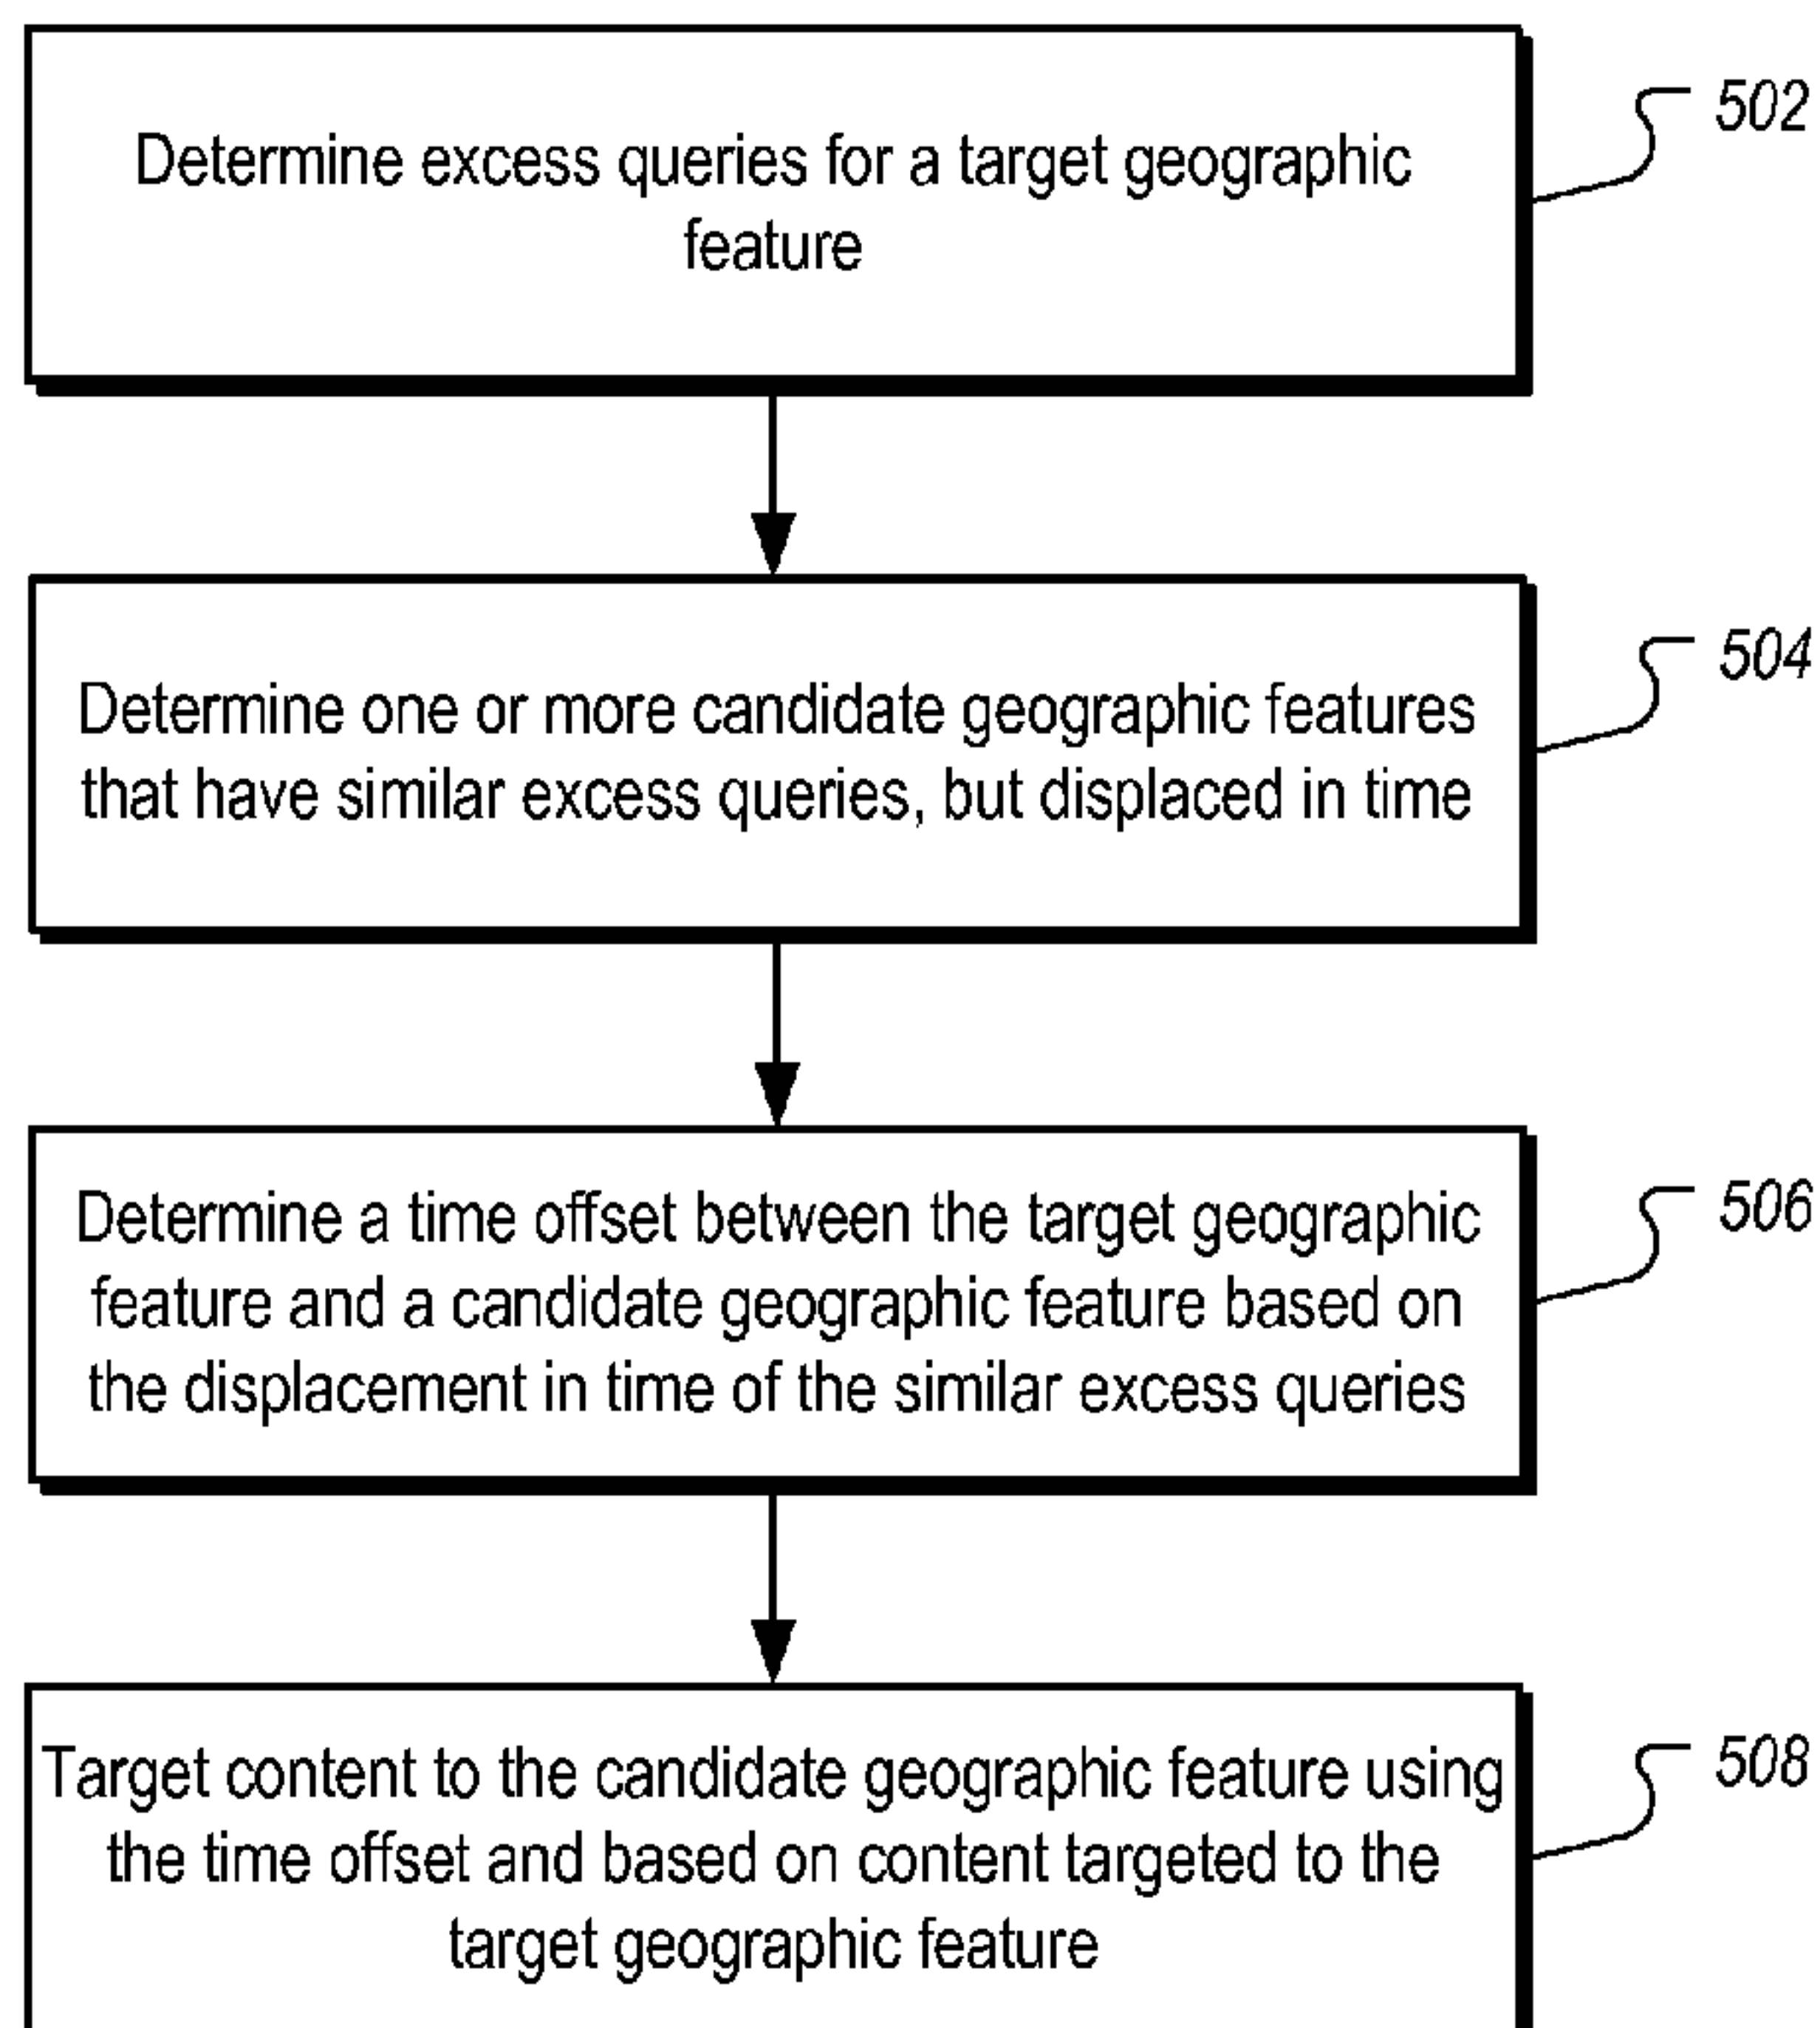 Determine excess queries for a target geographic
feature
502
Determine one or more candidate geographic features
that have similar excess queries, but displaced in time
504
Determine a time offset between the target geographic
feature and a candidate geographic feature based on
the displacement in time of the similar excess queries
506
Target content to the candidate geographic feature using
the time offset and based on content targeted to the
target geographic feature
508